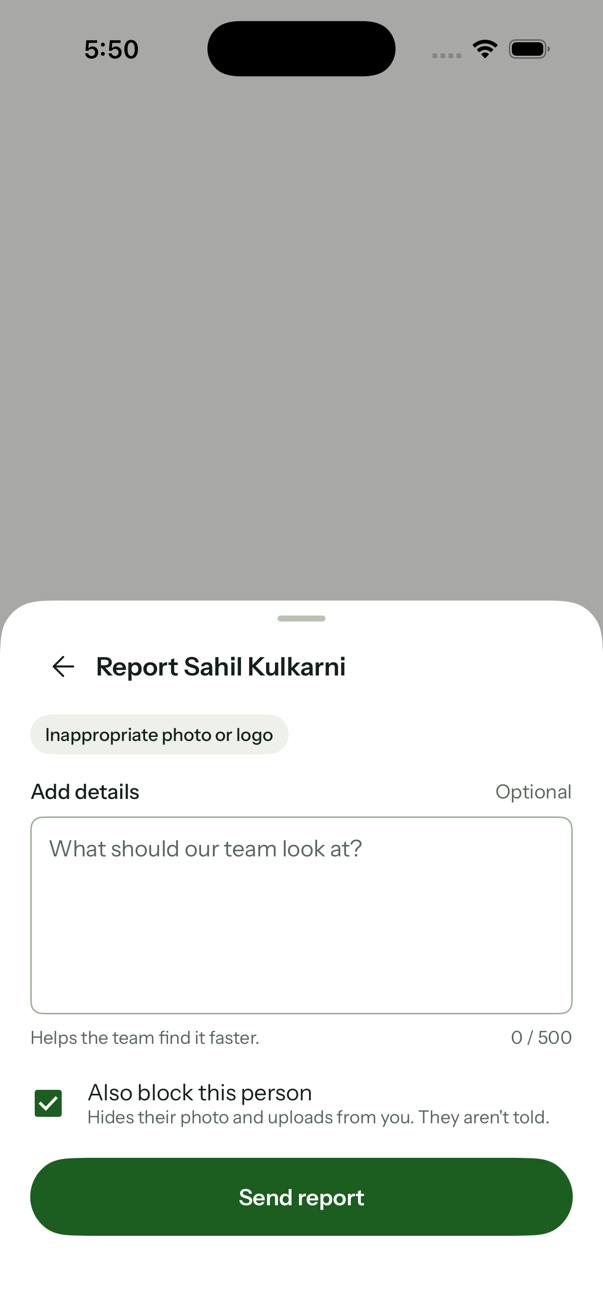 5:50
Report Sahil Kulkarni
Inappropriate photo or logo
Add details
Optional
What should our team look at?
Helps the team find it faster.
0 / 500
Also block this person
Hides their photo and uploads from you. They aren't told.
Send report